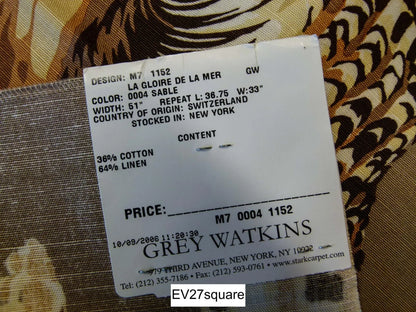 DESIGN: M7 1152 GW
LA GLOIRE DE LA MER
COLOR: 0004 SABLE
WIDTH: 51" REPEAT L: 36.75 W:33"
COUNTRY OF ORIGIN: SWITZERLAND
STOCKED IN: NEW YORK
CONTENT
36% COTTON
64% LINEN
PRICE:
M7 0004 1152
10/09/2008 11:20:30
GREY WATKINS
979 THIRD AVENUE, NEW YORK, NY 10022
Tel: (212) 355-7186 • Fax: (212) 593-0761 • www.starkcarpet.com
EV27square